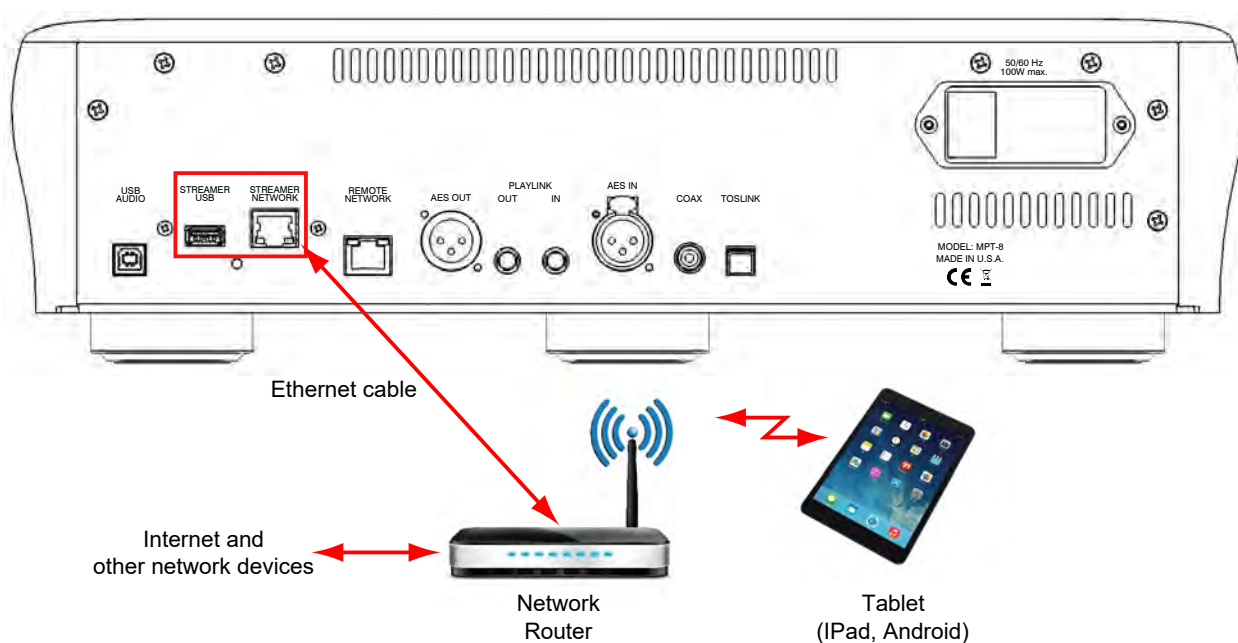 50/60 Hz
100W max.
USB
AUDIO
STREAMER
USB
STREAMER
NETWORK
REMOTE
NETWORK
AES OUT
PLAYLINK
OUT
IN
AES IN
COAX
TOSLINK
MODEL: MPT-8
MADE IN U.S.A.
CE
Ethernet cable
Internet and
other network devices
Network
Router
Tablet
(IPad, Android)